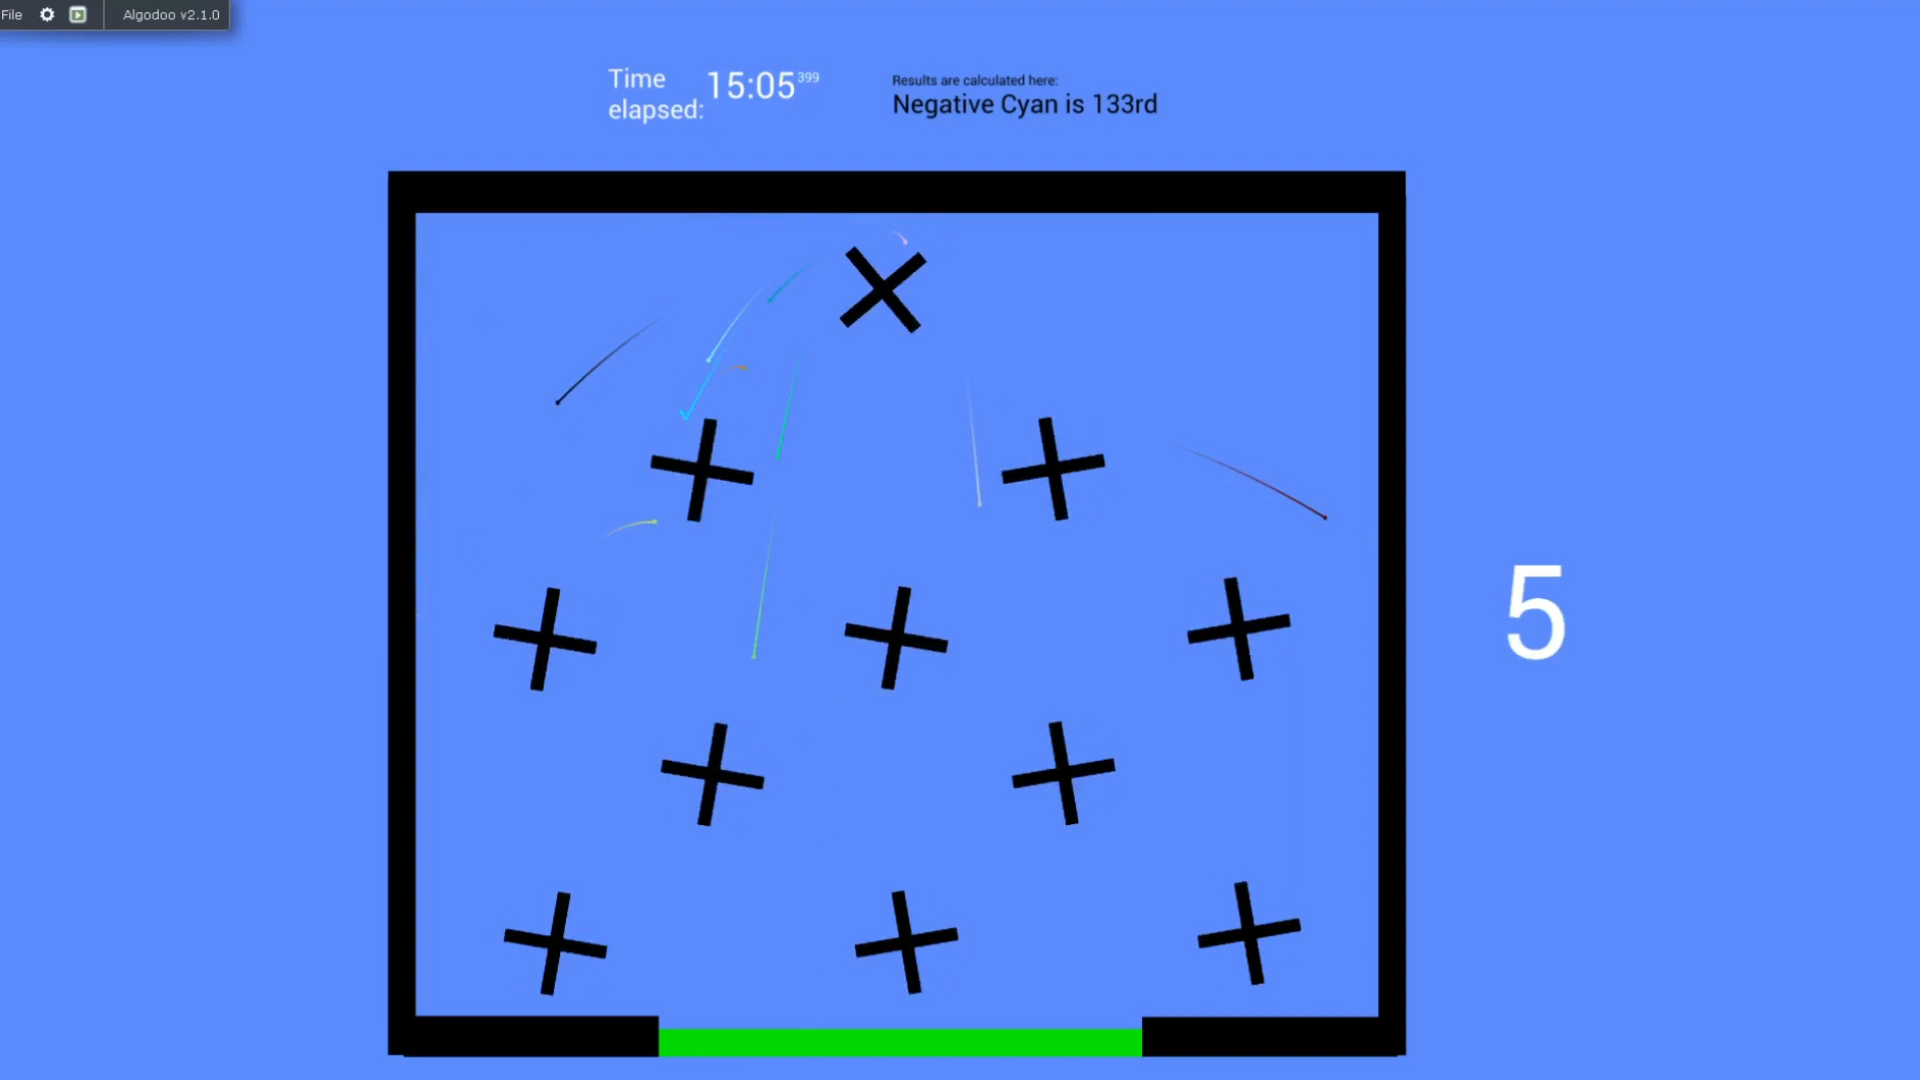 File
Algodoo v2.1.0
Time
elapsed:
15:05 399
Results are calculated here:
Negative Cyan is 133rd
5